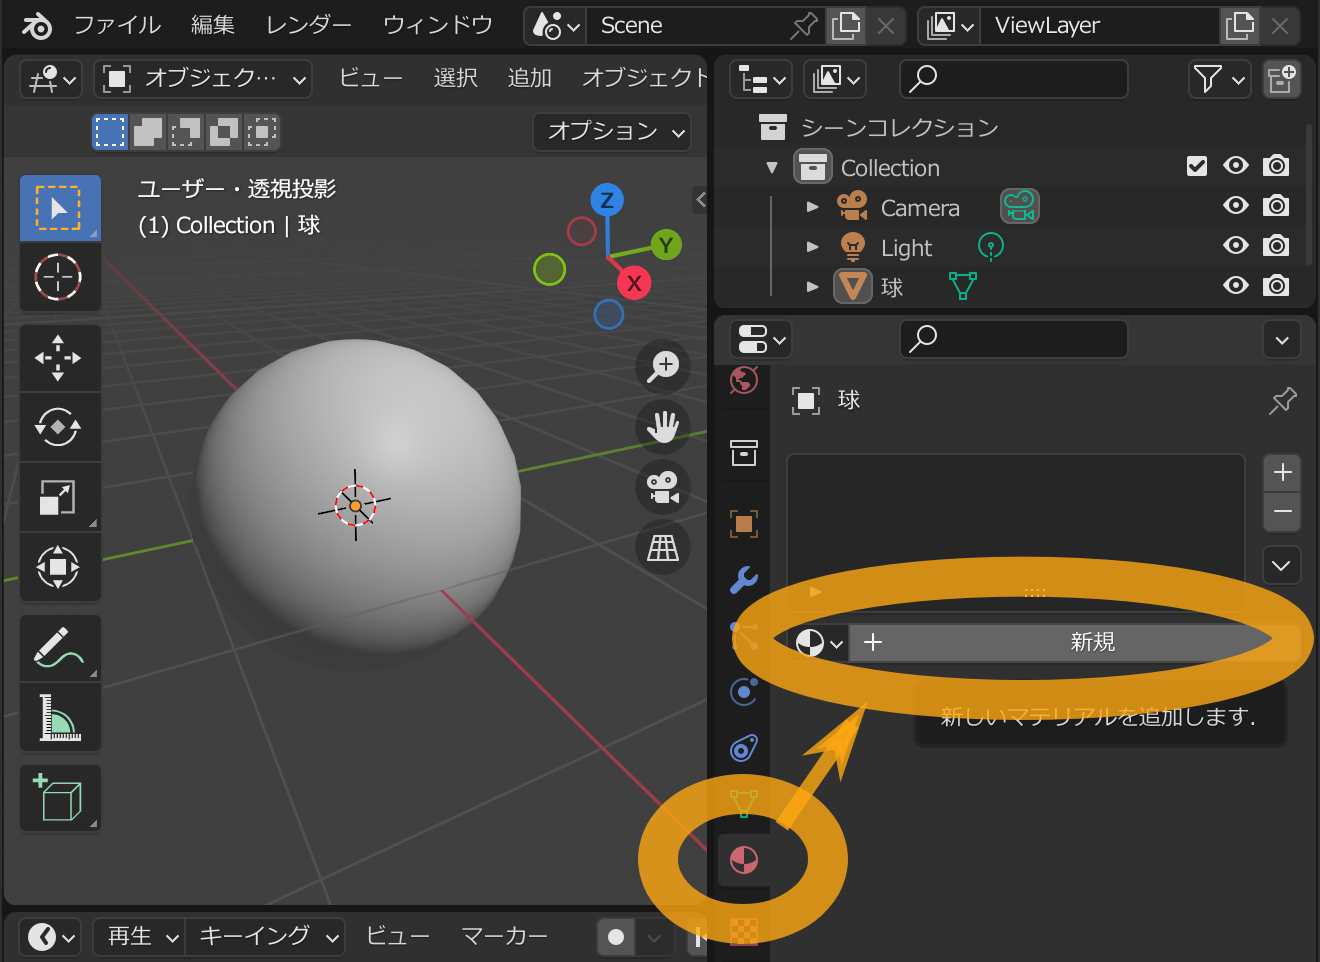 ファイル 編集 レンダー ウィンドウ Scene ViewLayer
オブジェク… ビュー 選択 追加 オブジェクト
オプション
シーンコレクション
Collection
Camera
Light
球
ユーザー・透視投影
(1) Collection | 球
Z
Y
X
球
新規
新しいマテリアルを追加します.
再生 キーイング ビュー マーカー